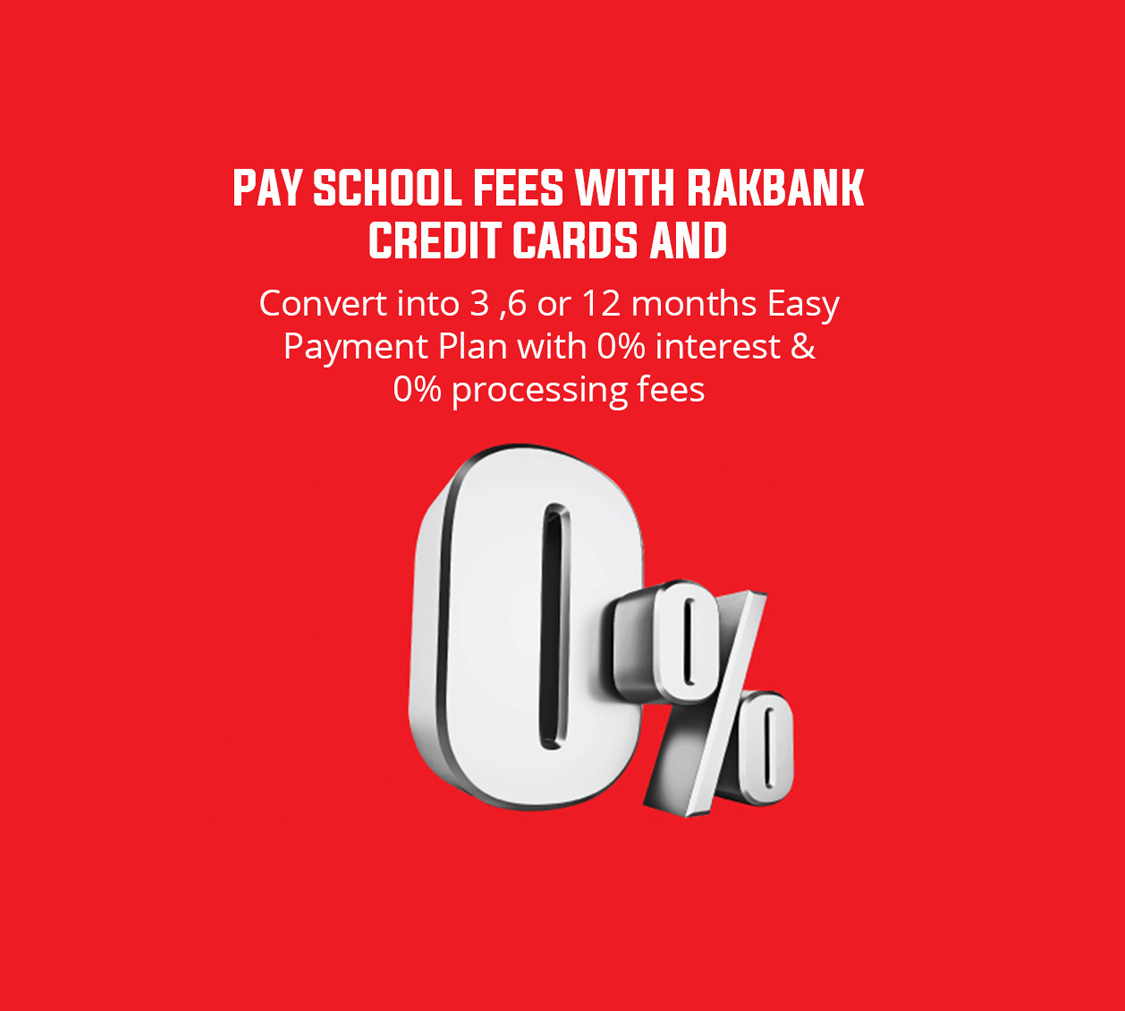 PAY SCHOOL FEES WITH RAKBANK
CREDIT CARDS AND
Convert into 3 ,6 or 12 months Easy
Payment Plan with 0% interest &
0% processing fees
0%